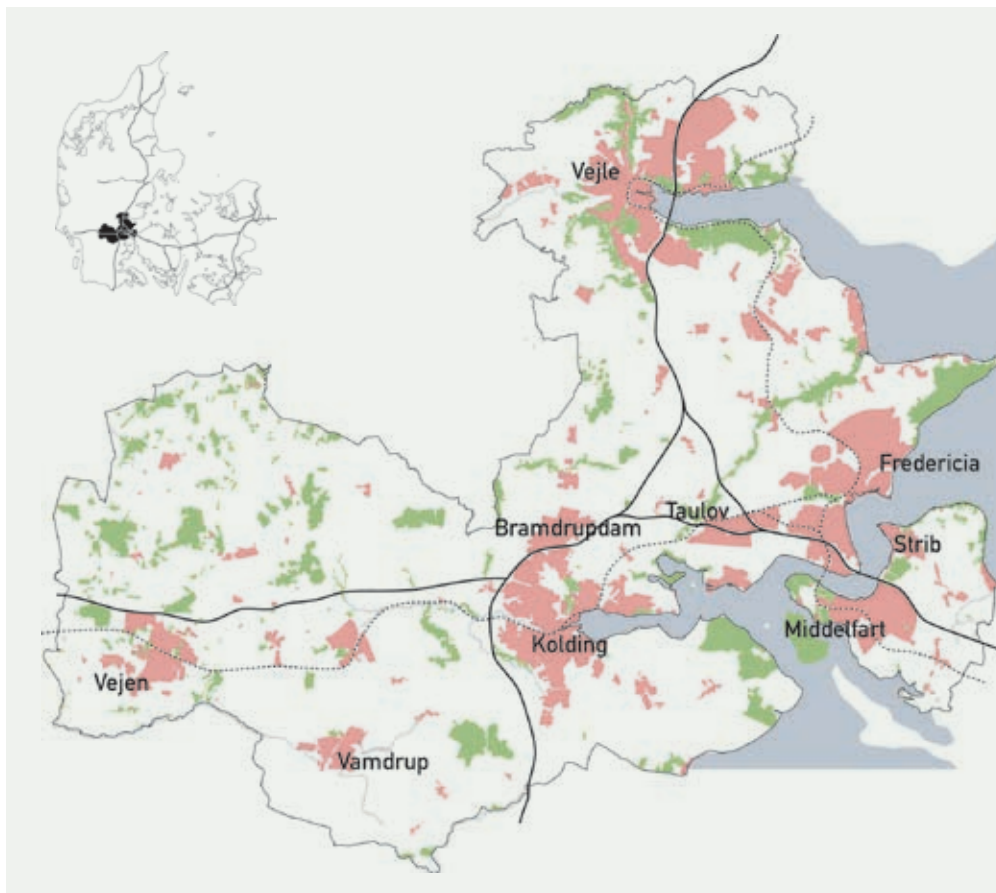 Vejle
Fredericia
Taulov
Bramdrupdam
Strib
Middelfart
Kolding
Vejen
Vamdrup